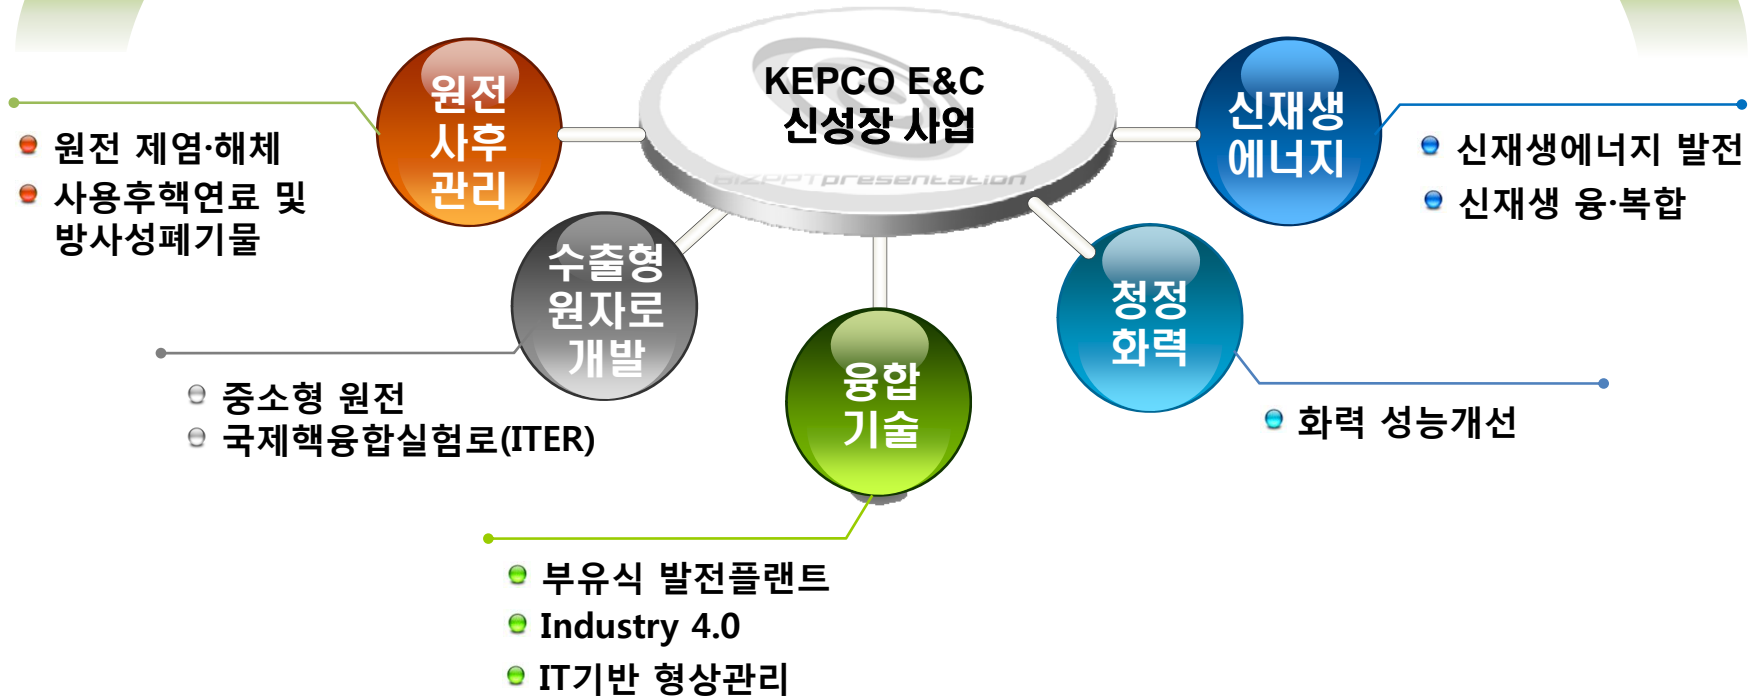 KEPCO E&C
신성장 사업
BIZPPTpresentation
원전
사후
관리
원전 제염·해체
사용후핵연료 및
방사성폐기물
수출형
원자로
개발
중소형 원전
국제핵융합실험로(ITER)
융합
기술
부유식 발전플랜트
Industry 4.0
IT기반 형상관리
청정
화력
화력 성능개선
신재생
에너지
신재생에너지 발전
신재생 융·복합